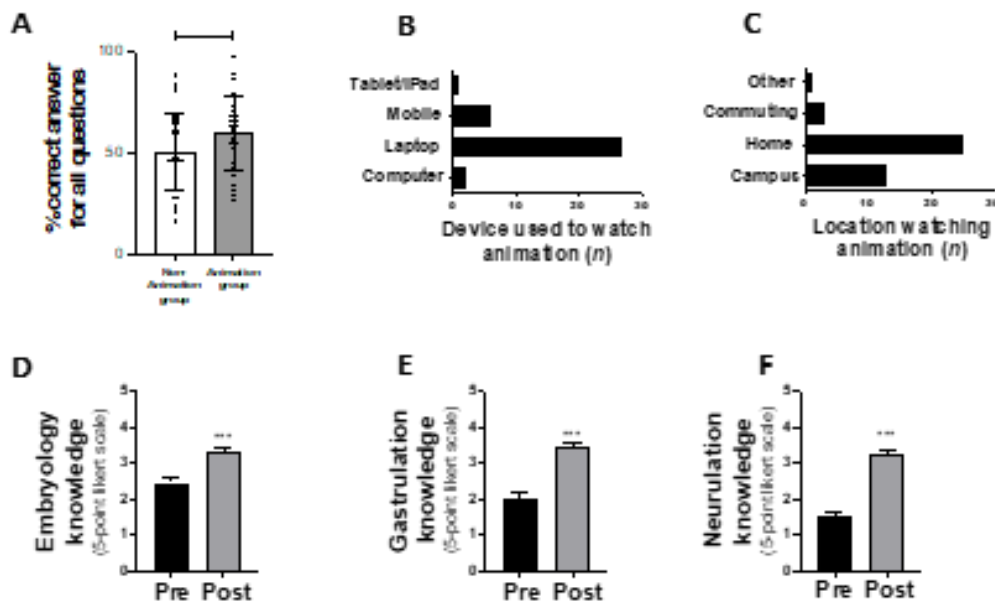 A
%correct answer
for all questions
100
50
0
Non-
Animation
group
Animation
group
B
Tablet/iPad
Mobile
Laptop
Computer
0
10
20
30
Device used to watch
animation (n)
C
Other
Commuting
Home
Campus
0
10
20
30
Location watching
animation (n)
D
Embryology
knowledge
(5-point likert scale)
5
4
3
2
1
0
***
Pre
Post
E
Gastrulation
knowledge
(5-point likert scale)
5
4
3
2
1
0
***
Pre
Post
F
Neurulation
knowledge
(5-point likert scale)
5
4
3
2
1
0
***
Pre
Post